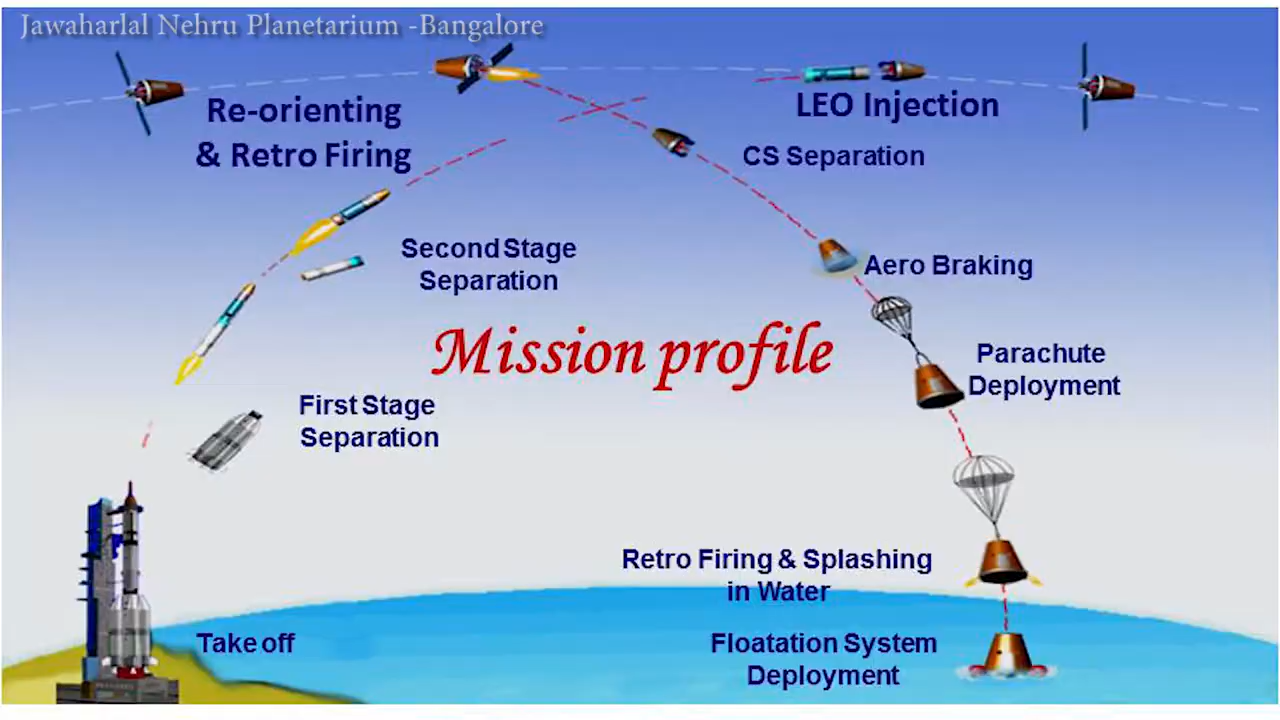 Jawaharlal Nehru Planetarium -Bangalore
Re-orienting
& Retro Firing
LEO Injection
CS Separation
Second Stage
Separation
Aero Braking
Mission profile
Parachute
Deployment
First Stage
Separation
Retro Firing & Splashing
in Water
Take off
Floatation System
Deployment